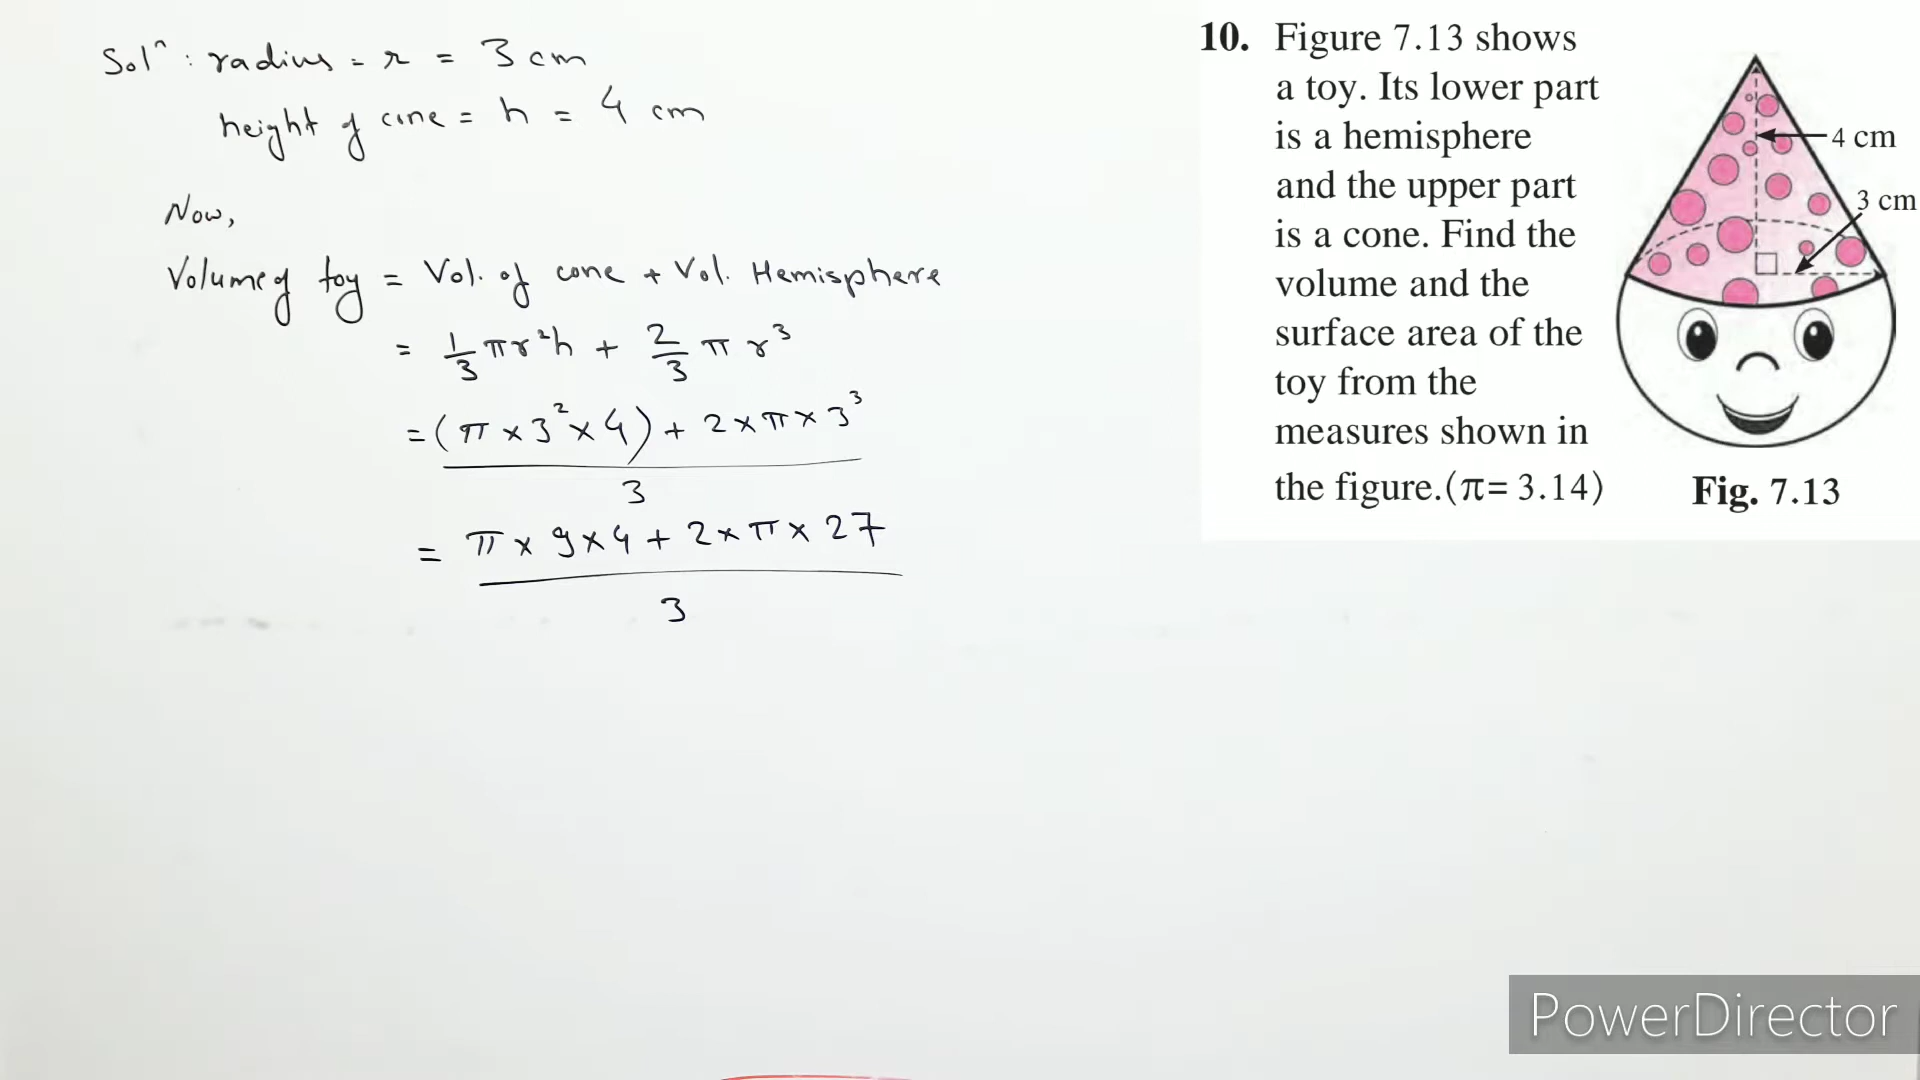 Solⁿ : radius = r = 3 cm
height of cone = h = 4 cm
Now,
Volume of toy = Vol. of cone + Vol. Hemisphere
= 1/3 πr²h + 2/3 π r³
= (π × 3² × 4) + 2 × π × 3³
3
= π × 9 × 4 + 2 × π × 27
3
10. Figure 7.13 shows
a toy. Its lower part
is a hemisphere
and the upper part
is a cone. Find the
volume and the
surface area of the
toy from the
measures shown in
the figure.(π= 3.14)
4 cm
3 cm
Fig. 7.13
PowerDirector